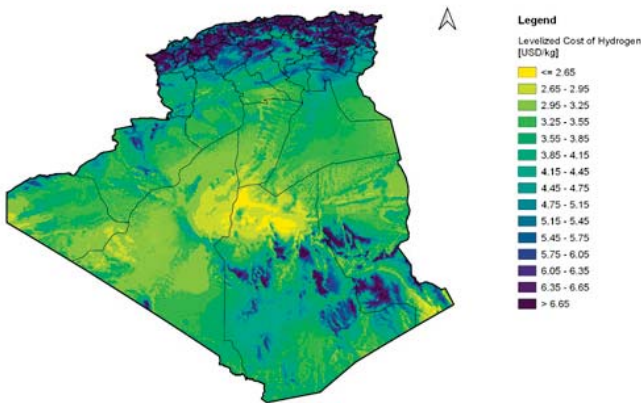 Legend
Levelized Cost of Hydrogen
[USD/kg]
<= 2.65
2.65 - 2.95
2.95 - 3.25
3.25 - 3.55
3.55 - 3.85
3.85 - 4.15
4.15 - 4.45
4.45 - 4.75
4.75 - 5.15
5.15 - 5.45
5.45 - 5.75
5.75 - 6.05
6.05 - 6.35
6.35 - 6.65
> 6.65